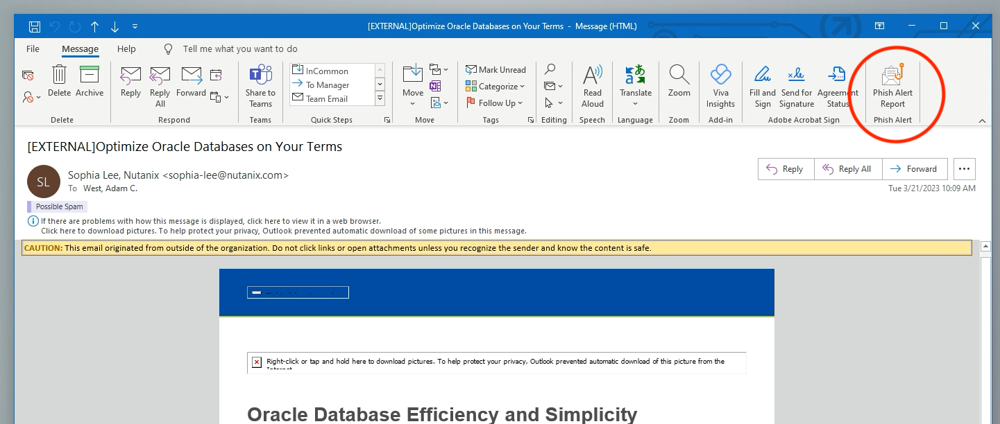 [EXTERNAL]Optimize Oracle Databases on Your Terms - Message (HTML)
File Message Help Tell me what you want to do
Delete Archive
Delete
Reply Reply All Forward
Respond
Share to Teams
Teams
InCommon
To Manager
Team Email
Quick Steps
Move
Move
Mark Unread
Categorize
Follow Up
Tags
Editing
Read Aloud
Speech
Translate
Language
Zoom
Zoom
Viva Insights
Add-in
Fill and Sign Send for Signature Agreement Status
Adobe Acrobat Sign
Phish Alert Report
Phish Alert
[EXTERNAL]Optimize Oracle Databases on Your Terms
SL
Sophia Lee, Nutanix <sophia-lee@nutanix.com>
To West, Adam C.
Reply Reply All Forward
Tue 3/21/2023 10:09 AM
Possible Spam
If there are problems with how this message is displayed, click here to view it in a web browser.
Click here to download pictures. To help protect your privacy, Outlook prevented automatic download of some pictures in this message.
CAUTION: This email originated from outside of the organization. Do not click links or open attachments unless you recognize the sender and know the content is safe.
Right-click or tap and hold here to download pictures. To help protect your privacy, Outlook prevented automatic download of this picture from the
Internet
Oracle Database Efficiency and Simplicity